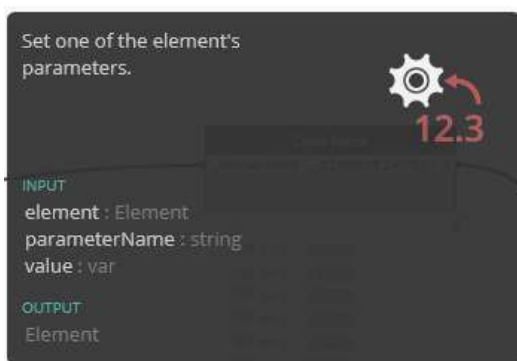 Set one of the element's
parameters.
12.3
INPUT
element : Element
parameterName : string
value : var
OUTPUT
Element